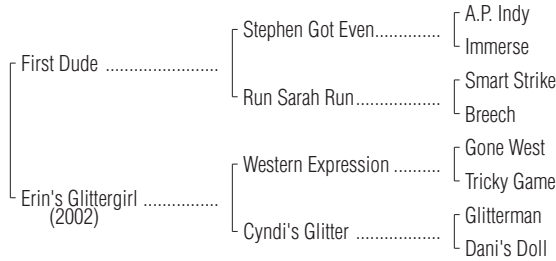 A.P. Indy
Stephen Got Even..............
Immerse
First Dude ........................
Smart Strike
Run Sarah Run..................
Breech
Gone West
Western Expression ..........
Tricky Game
Erin's Glittergirl ................
(2002)
Glitterman
Cyndi's Glitter ...................
Dani's Doll